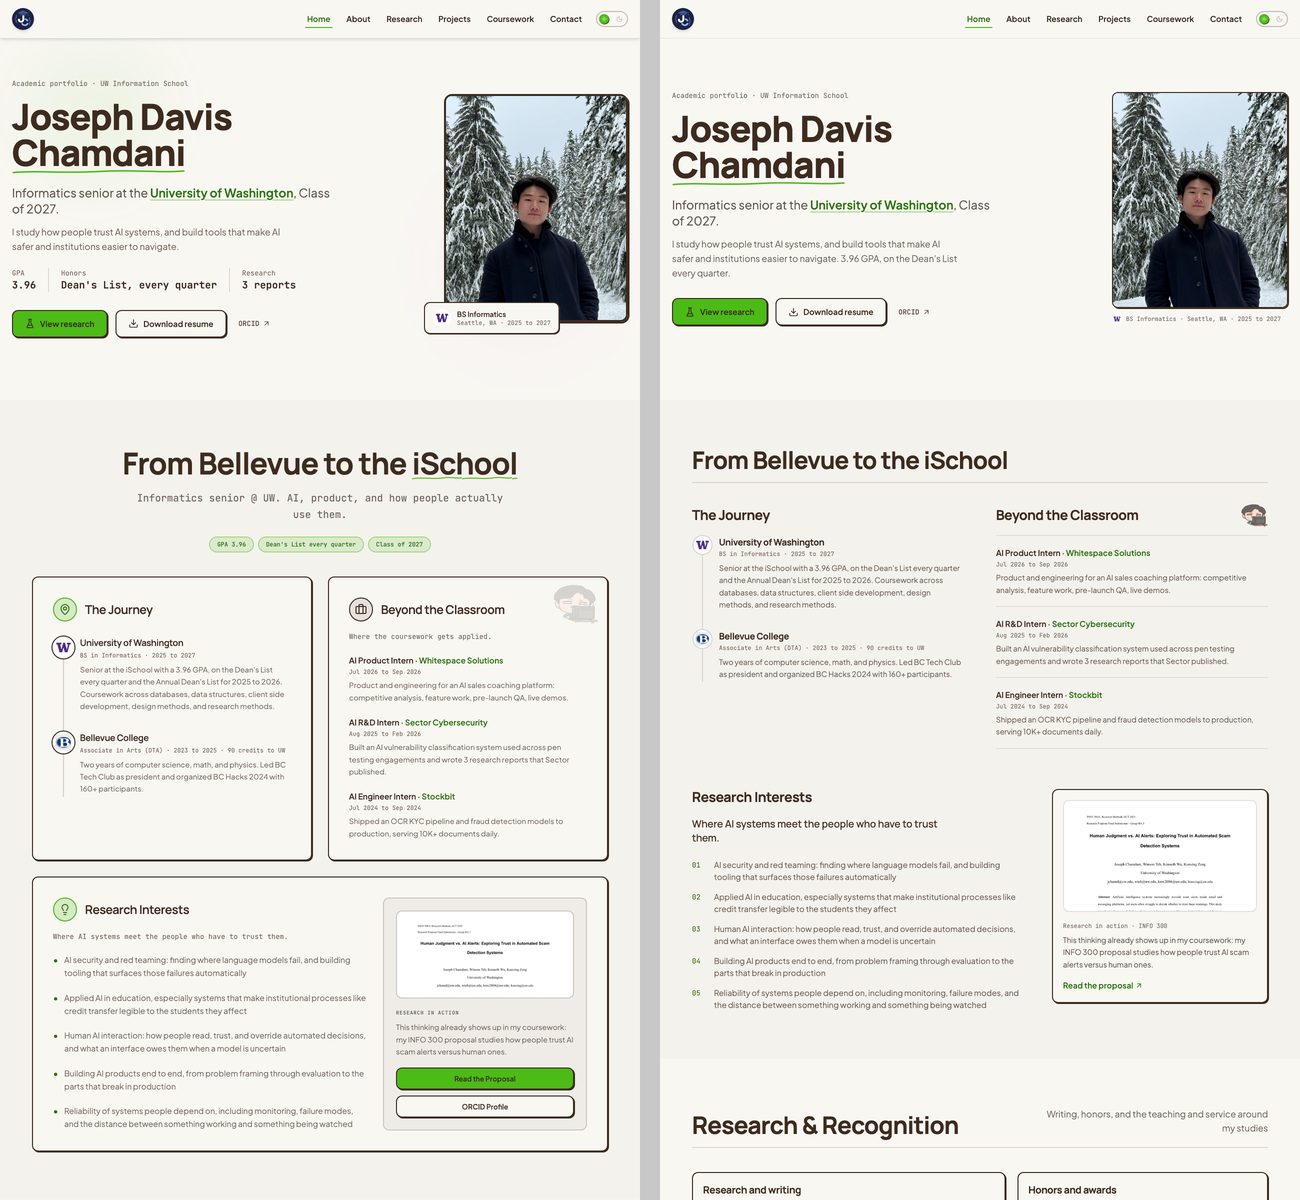 Home About Research Projects Coursework Contact
Academic portfolio · UW Information School
Joseph Davis
Chamdani
Informatics senior at the University of Washington, Class
of 2027.
I study how people trust AI systems, and build tools that make AI
safer and institutions easier to navigate.
GPA
3.96
Honors
Dean's List, every quarter
Research
3 reports
View research
Download resume
ORCID ↗
W
BS Informatics
Seattle, WA · 2025 to 2027
From Bellevue to the iSchool
Informatics senior @ UW. AI, product, and how people actually
use them.
GPA 3.96
Dean's List every quarter
Class of 2027
The Journey
W
University of Washington
BS in Informatics · 2025 to 2027
Senior at the iSchool with a 3.96 GPA, on the Dean's List
every quarter and the Annual Dean's List for 2025 to 2026.
Coursework across databases, data structures, client side
development, design methods, and research methods.
B
Bellevue College
Associate in Arts (DTA) · 2023 to 2025 · 90 credits to UW
Two years of computer science, math, and physics. Led BC
Tech Club as president and organized BC Hacks 2024 with
160+ participants.
Beyond the Classroom
Where the coursework gets applied.
AI Product Intern · Whitespace Solutions
Jul 2026 to Sep 2026
Product and engineering for an AI sales coaching platform:
competitive analysis, feature work, pre-launch QA, live demos.
AI R&D Intern · Sector Cybersecurity
Aug 2025 to Feb 2026
Built an AI vulnerability classification system used across pen
testing engagements and wrote 3 research reports that Sector
published.
AI Engineer Intern · Stockbit
Jul 2024 to Sep 2024
Shipped an OCR KYC pipeline and fraud detection models to
production, serving 10K+ documents daily.
Research Interests
Where AI systems meet the people who have to trust them.
AI security and red teaming: finding where language models fail, and building
tooling that surfaces those failures automatically
Applied AI in education, especially systems that make institutional processes like
credit transfer legible to the students they affect
Human AI interaction: how people read, trust, and override automated decisions,
and what an interface owes them when a model is uncertain
Building AI products end to end, from problem framing through evaluation to the
parts that break in production
Reliability of systems people depend on, including monitoring, failure modes,
and the distance between something working and something being watched
Human Judgment vs. AI Alerts: Exploring Trust in Automated Scam
Detection Systems
University of Washington
RESEARCH IN ACTION
This thinking already shows up in my coursework:
my INFO 300 proposal studies how people trust AI
scam alerts versus human ones.
Read the Proposal
ORCID Profile
Home About Research Projects Coursework Contact
Academic portfolio · UW Information School
Joseph Davis
Chamdani
Informatics senior at the University of Washington, Class
of 2027.
I study how people trust AI systems, and build tools that make AI
safer and institutions easier to navigate. 3.96 GPA, on the Dean's List
every quarter.
View research
Download resume
ORCID ↗
W BS Informatics · Seattle, WA · 2025 to 2027
From Bellevue to the iSchool
The Journey
W
University of Washington
BS in Informatics · 2025 to 2027
Senior at the iSchool with a 3.96 GPA, on the Dean's List every quarter
and the Annual Dean's List for 2025 to 2026. Coursework across
databases, data structures, client side development, design
methods, and research methods.
B
Bellevue College
Associate in Arts (DTA) · 2023 to 2025 · 90 credits to UW
Two years of computer science, math, and physics. Led BC Tech Club
as president and organized BC Hacks 2024 with 160+ participants.
Beyond the Classroom
AI Product Intern · Whitespace Solutions
Jul 2026 to Sep 2026
Product and engineering for an AI sales coaching platform: competitive
analysis, feature work, pre-launch QA, live demos.
AI R&D Intern · Sector Cybersecurity
Aug 2025 to Feb 2026
Built an AI vulnerability classification system used across pen testing
engagements and wrote 3 research reports that Sector published.
AI Engineer Intern · Stockbit
Jul 2024 to Sep 2024
Shipped an OCR KYC pipeline and fraud detection models to production,
serving 10K+ documents daily.
Research Interests
Where AI systems meet the people who have to trust
them.
01 AI security and red teaming: finding where language models fail, and building
tooling that surfaces those failures automatically
02 Applied AI in education, especially systems that make institutional processes like
credit transfer legible to the students they affect
03 Human AI interaction: how people read, trust, and override automated decisions,
and what an interface owes them when a model is uncertain
04 Building AI products end to end, from problem framing through evaluation to the
parts that break in production
05 Reliability of systems people depend on, including monitoring, failure modes, and
the distance between something working and something being watched
Human Judgment vs. AI Alerts: Exploring Trust in Automated Scam
Detection Systems
University of Washington
Research in action · INFO 300
This thinking already shows up in my coursework: my
INFO 300 proposal studies how people trust AI scam
alerts versus human ones.
Read the proposal ↗
Research & Recognition
Writing, honors, and the teaching and service around
my studies
Research and writing
Honors and awards